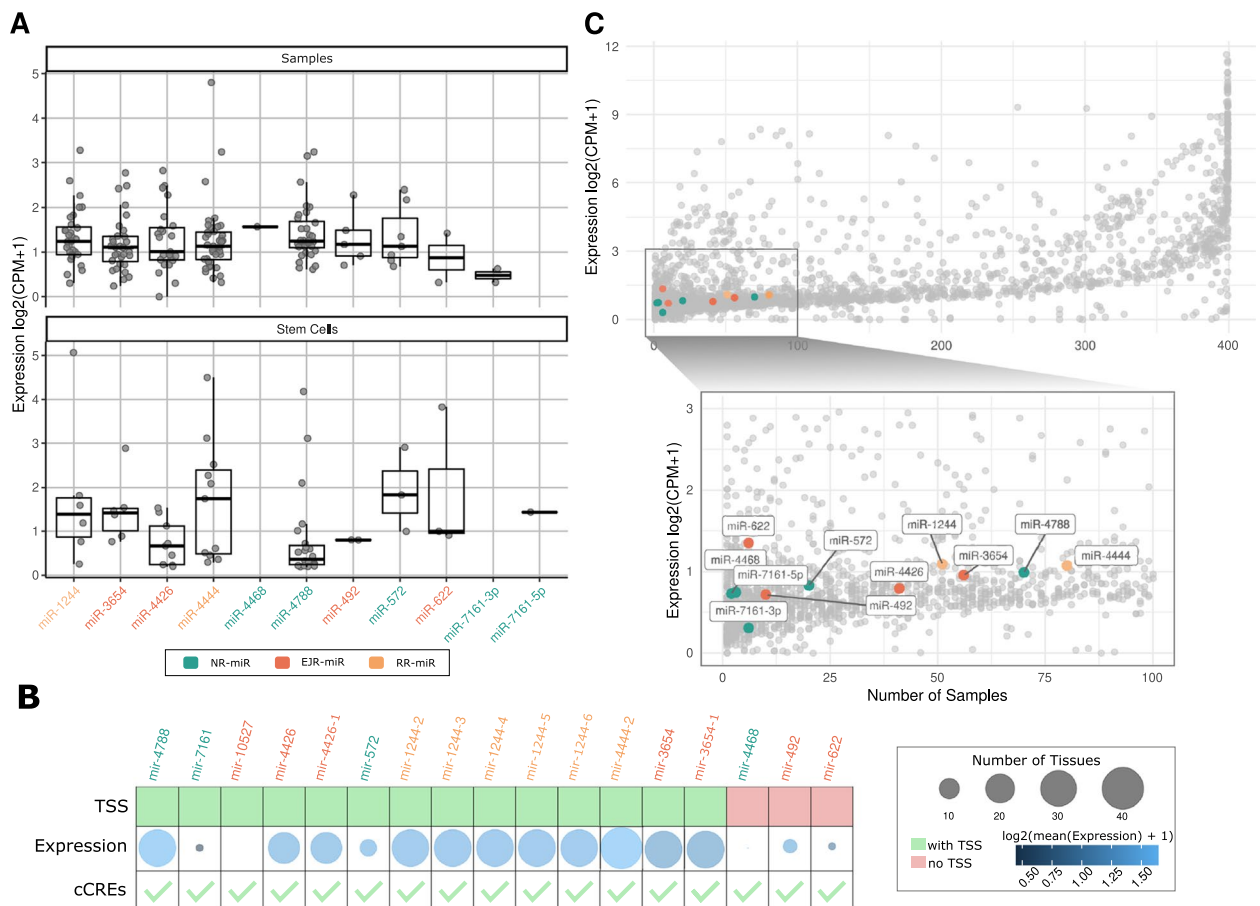 A
Samples
5
4
3
2
1
0
Stem Cells
5
4
3
2
1
0
Expression log2(CPM+1)
miR-1244
miR-3654
miR-4426
miR-4444
miR-4468
miR-4788
miR-492
miR-572
miR-622
miR-7161-3p
miR-7161-5p
NR-miR EJR-miR RR-miR
C
12
9
6
3
0
Expression log2(CPM+1)
0 100 200 300 400
3
2
1
0
Expression log2(CPM+1)
miR-622
miR-4468
miR-7161-5p
miR-7161-3p
miR-572
miR-1244
miR-4426
miR-492
miR-3654
miR-4788
miR-4444
0 25 50 75 100
Number of Samples
B
mir-4788
mir-7161
mir-10527
mir-4426
mir-4426-1
mir-572
mir-1244-2
mir-1244-3
mir-1244-4
mir-1244-5
mir-1244-6
mir-4444-2
mir-3654
mir-3654-1
mir-4468
mir-492
mir-622
TSS
Expression
cCREs
Number of Tissues
10 20 30 40
with TSS
no TSS
log2(mean(Expression) + 1)
0.50 0.75 1.00 1.25 1.50